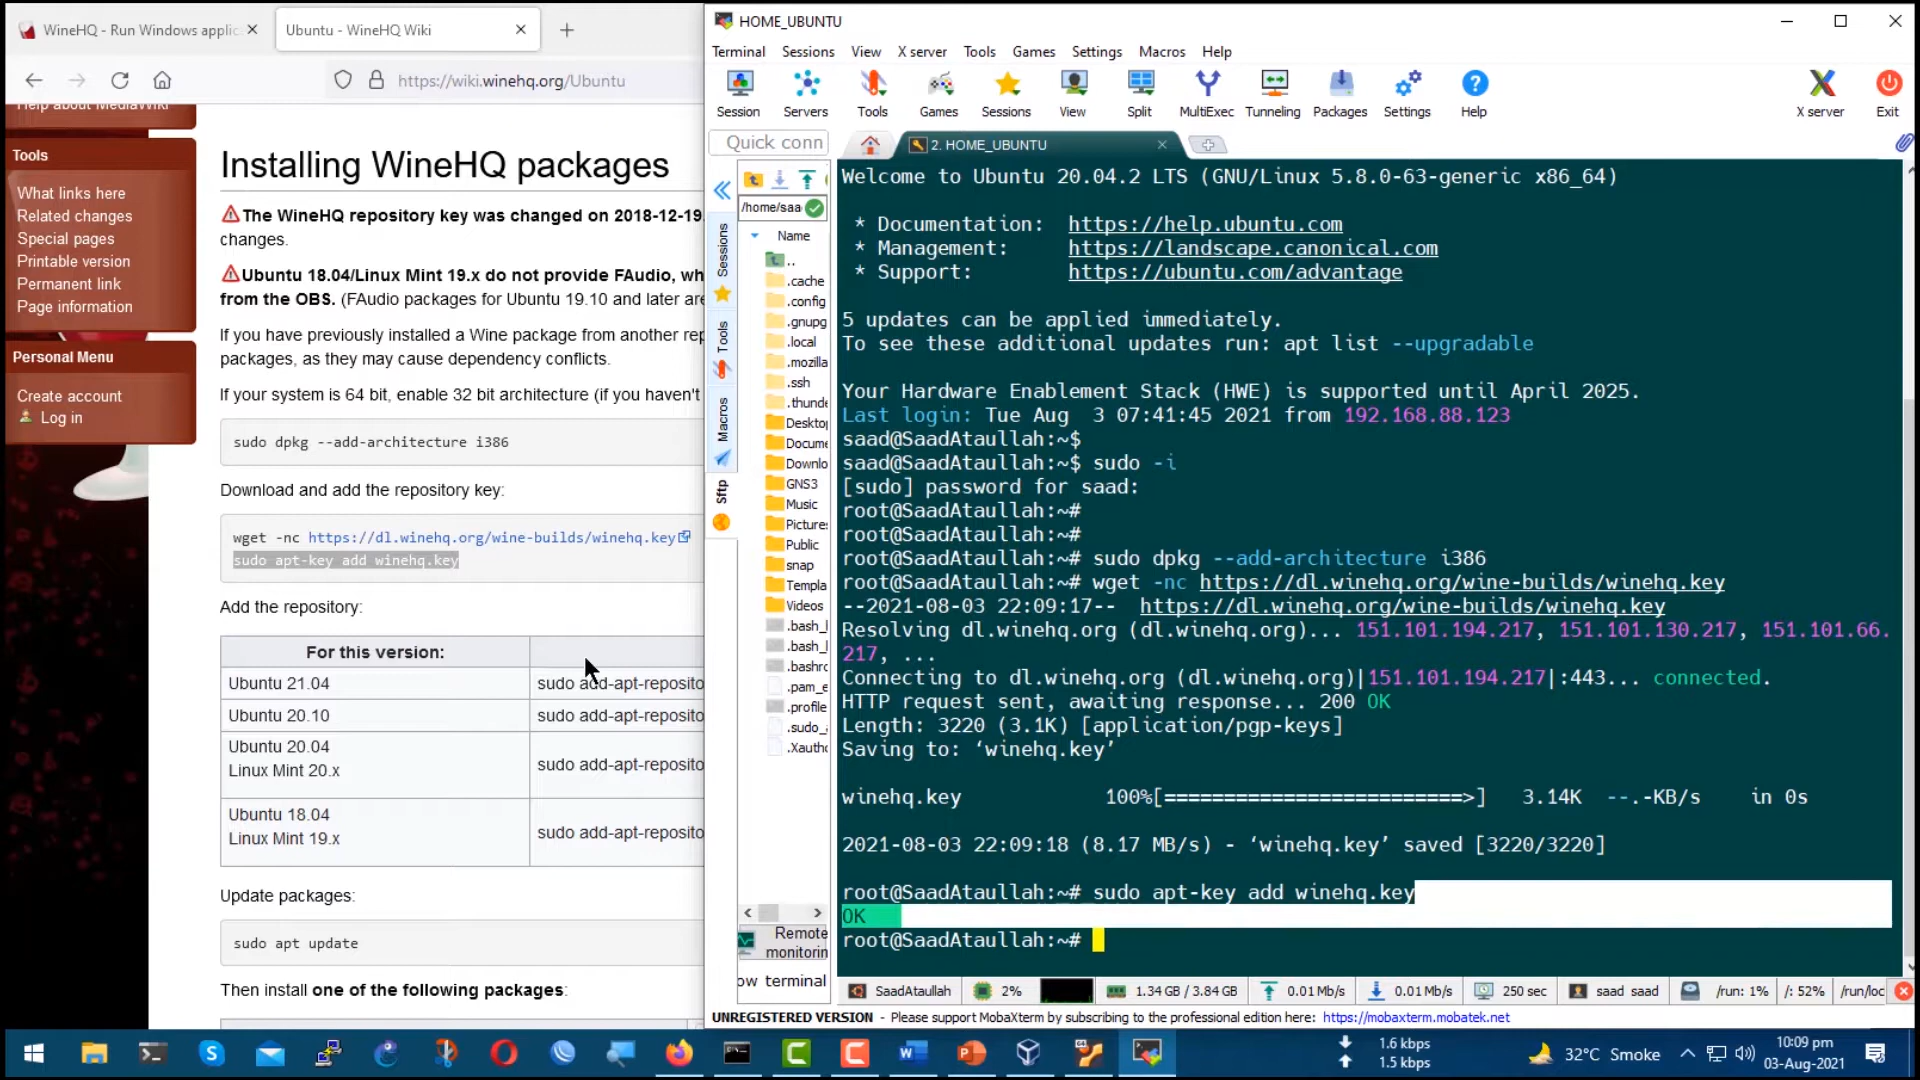 WineHQ - Run Windows applic
Ubuntu - WineHQ Wiki
https://wiki.winehq.org/Ubuntu
Help about MediaWiki
Tools
What links here
Related changes
Special pages
Printable version
Permanent link
Page information
Personal Menu
Create account
Log in
Installing WineHQ packages
The WineHQ repository key was changed on 2018-12-19
changes.
Ubuntu 18.04/Linux Mint 19.x do not provide FAudio, wh
from the OBS. (FAudio packages for Ubuntu 19.10 and later are
If you have previously installed a Wine package from another rep
packages, as they may cause dependency conflicts.
If your system is 64 bit, enable 32 bit architecture (if you haven't
sudo dpkg --add-architecture i386
Download and add the repository key:
wget -nc https://dl.winehq.org/wine-builds/winehq.key
sudo apt-key add winehq.key
Add the repository:
For this version:
Ubuntu 21.04 sudo add-apt-reposito
Ubuntu 20.10 sudo add-apt-reposito
Ubuntu 20.04
Linux Mint 20.x sudo add-apt-reposito
Ubuntu 18.04
Linux Mint 19.x sudo add-apt-reposito
Update packages:
sudo apt update
Then install one of the following packages:
HOME_UBUNTU
Terminal Sessions View X server Tools Games Settings Macros Help
Session Servers Tools Games Sessions View Split MultiExec Tunneling Packages Settings Help X server Exit
Quick conn
2. HOME_UBUNTU
Sessions
Tools
Macros
Sftp
/home/saa
Name
..
.cache
.config
.gnupg
.local
.mozilla
.ssh
.thunde
Desktop
Docume
Downlo
GNS3
Music
Pictures
Public
snap
Templa
Videos
.bash_l
.bash_l
.bashrc
.pam_e
.profile
.sudo_a
.Xautho
Remote
monitorin
ow terminal
Welcome to Ubuntu 20.04.2 LTS (GNU/Linux 5.8.0-63-generic x86_64)
* Documentation: https://help.ubuntu.com
* Management: https://landscape.canonical.com
* Support: https://ubuntu.com/advantage
5 updates can be applied immediately.
To see these additional updates run: apt list --upgradable
Your Hardware Enablement Stack (HWE) is supported until April 2025.
Last login: Tue Aug 3 07:41:45 2021 from 192.168.88.123
saad@SaadAtaullah:~$
saad@SaadAtaullah:~$ sudo -i
[sudo] password for saad:
root@SaadAtaullah:~#
root@SaadAtaullah:~#
root@SaadAtaullah:~# sudo dpkg --add-architecture i386
root@SaadAtaullah:~# wget -nc https://dl.winehq.org/wine-builds/winehq.key
--2021-08-03 22:09:17-- https://dl.winehq.org/wine-builds/winehq.key
Resolving dl.winehq.org (dl.winehq.org)... 151.101.194.217, 151.101.130.217, 151.101.66.
217, ...
Connecting to dl.winehq.org (dl.winehq.org)|151.101.194.217|:443... connected.
HTTP request sent, awaiting response... 200 OK
Length: 3220 (3.1K) [application/pgp-keys]
Saving to: ‘winehq.key’
winehq.key 100%[=========================>] 3.14K --.-KB/s in 0s
2021-08-03 22:09:18 (8.17 MB/s) - ‘winehq.key’ saved [3220/3220]
root@SaadAtaullah:~# sudo apt-key add winehq.key
OK
root@SaadAtaullah:~#
SaadAtaullah 2% 1.34 GB / 3.84 GB 0.01 Mb/s 0.01 Mb/s 250 sec saad saad /run: 1% /: 52% /run/loc
UNREGISTERED VERSION - Please support MobaXterm by subscribing to the professional edition here: https://mobaxterm.mobatek.net
1.6 kbps
1.5 kbps
32°C Smoke
10:09 pm
03-Aug-2021